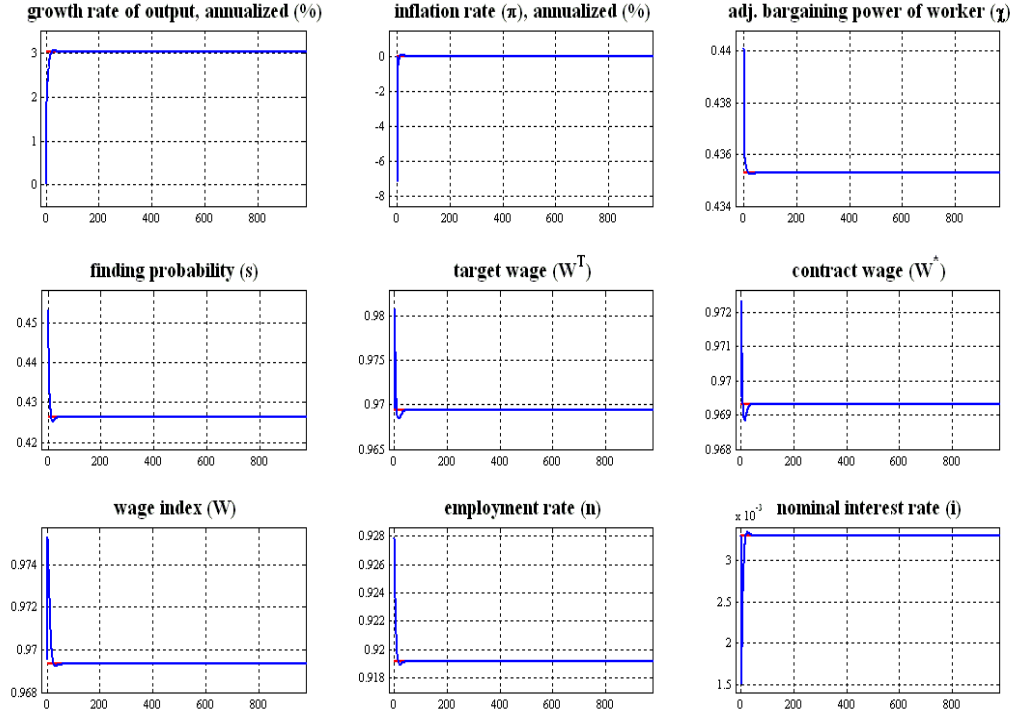 growth rate of output, annualized (%)
3
2
1
0
0 200 400 600 800
inflation rate (π), annualized (%)
0
-2
-4
-6
-8
0 200 400 600 800
adj. bargaining power of worker (χ)
0.44
0.438
0.436
0.434
0 200 400 600 800
finding probability (s)
0.45
0.44
0.43
0.42
0 200 400 600 800
target wage (W^T)
0.98
0.975
0.97
0.965
0 200 400 600 800
contract wage (W^*)
0.972
0.971
0.97
0.969
0.968
0 200 400 600 800
wage index (W)
0.974
0.972
0.97
0.968
0 200 400 600 800
employment rate (n)
0.928
0.926
0.924
0.922
0.92
0.918
0 200 400 600 800
x 10^-3 nominal interest rate (i)
3
2.5
2
1.5
0 200 400 600 800